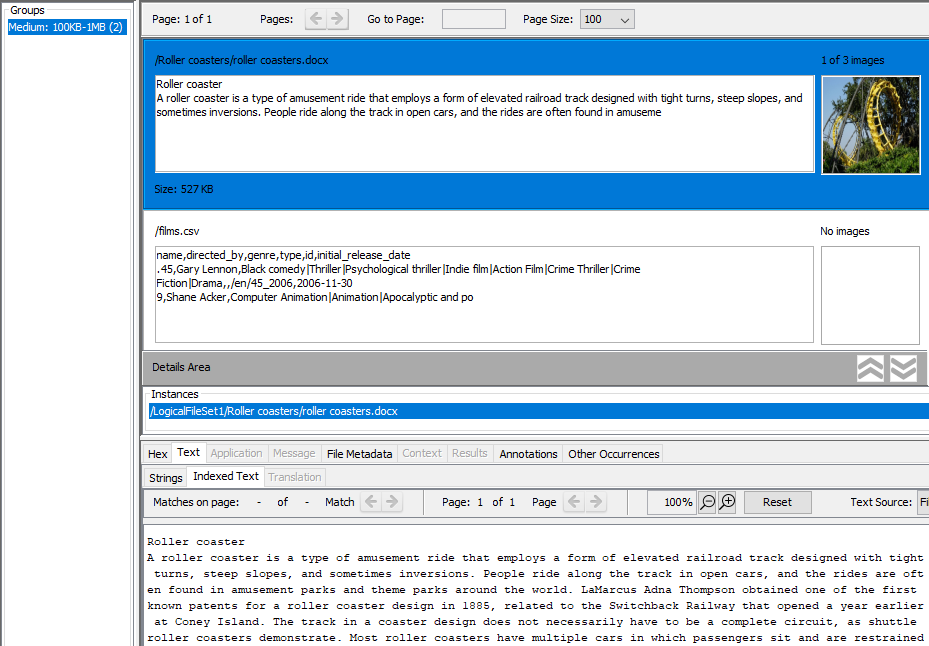 Groups
Medium: 100KB-1MB (2)
Page: 1 of 1 Pages: Go to Page: Page Size: 100
/Roller coasters/roller coasters.docx 1 of 3 images
Roller coaster
A roller coaster is a type of amusement ride that employs a form of elevated railroad track designed with tight turns, steep slopes, and
sometimes inversions. People ride along the track in open cars, and the rides are often found in amuseme
Size: 527 KB
/films.csv No images
name,directed_by,genre,type,id,initial_release_date
.45,Gary Lennon,Black comedy|Thriller|Psychological thriller|Indie film|Action Film|Crime Thriller|Crime
Fiction|Drama,,/en/45_2006,2006-11-30
9,Shane Acker,Computer Animation|Animation|Apocalyptic and po
Details Area
Instances
/LogicalFileSet1/Roller coasters/roller coasters.docx
Hex Text Application Message File Metadata Context Results Annotations Other Occurrences
Strings Indexed Text Translation
Matches on page: - of - Match Page: 1 of 1 Page 100% Reset Text Source: Fi
Roller coaster
A roller coaster is a type of amusement ride that employs a form of elevated railroad track designed with tight
turns, steep slopes, and sometimes inversions. People ride along the track in open cars, and the rides are oft
en found in amusement parks and theme parks around the world. LaMarcus Adna Thompson obtained one of the first
known patents for a roller coaster design in 1885, related to the Switchback Railway that opened a year earlier
at Coney Island. The track in a coaster design does not necessarily have to be a complete circuit, as shuttle
roller coasters demonstrate. Most roller coasters have multiple cars in which passengers sit and are restrained